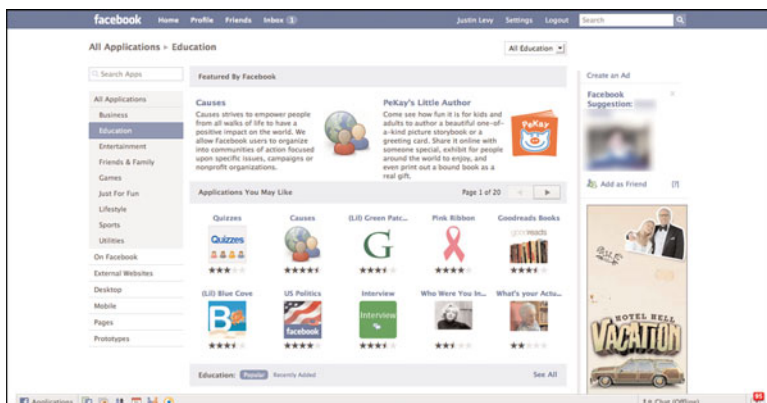 facebook Home Profile Friends Inbox 1 Justin Levy Settings Logout Search
All Applications ▸ Education
All Education
Search Apps
All Applications
Business
Education
Entertainment
Friends & Family
Games
Just For Fun
Lifestyle
Sports
Utilities
On Facebook
External Websites
Desktop
Mobile
Pages
Prototypes
Featured By Facebook
Causes
Causes strives to empower people
from all walks of life to have a
positive impact on the world. We
allow Facebook users to organize
into communities of action focused
upon specific issues, campaigns or
nonprofit organizations.
PeKay's Little Author
Come see how fun it is for kids and
adults to author a beautiful one-of-
a-kind picture storybook or a
greeting card. Share it online with
someone special, exhibit for people
around the world to enjoy, and
even print out a bound book as a
real gift.
PeKay
Applications You May Like Page 1 of 20
Quizzes Causes (Lil) Green Patc... Pink Ribbon Goodreads Books
Quizzes G goodreads
(Lil) Blue Cove US Politics Interview Who Were You In... What's your Actu...
B facebook Interview
Education: Popular Recently Added See All
Create an Ad
Facebook
Suggestion:
Add as Friend [?]
HOTEL HELL
VACATION
Applications Chat (Offline) 95